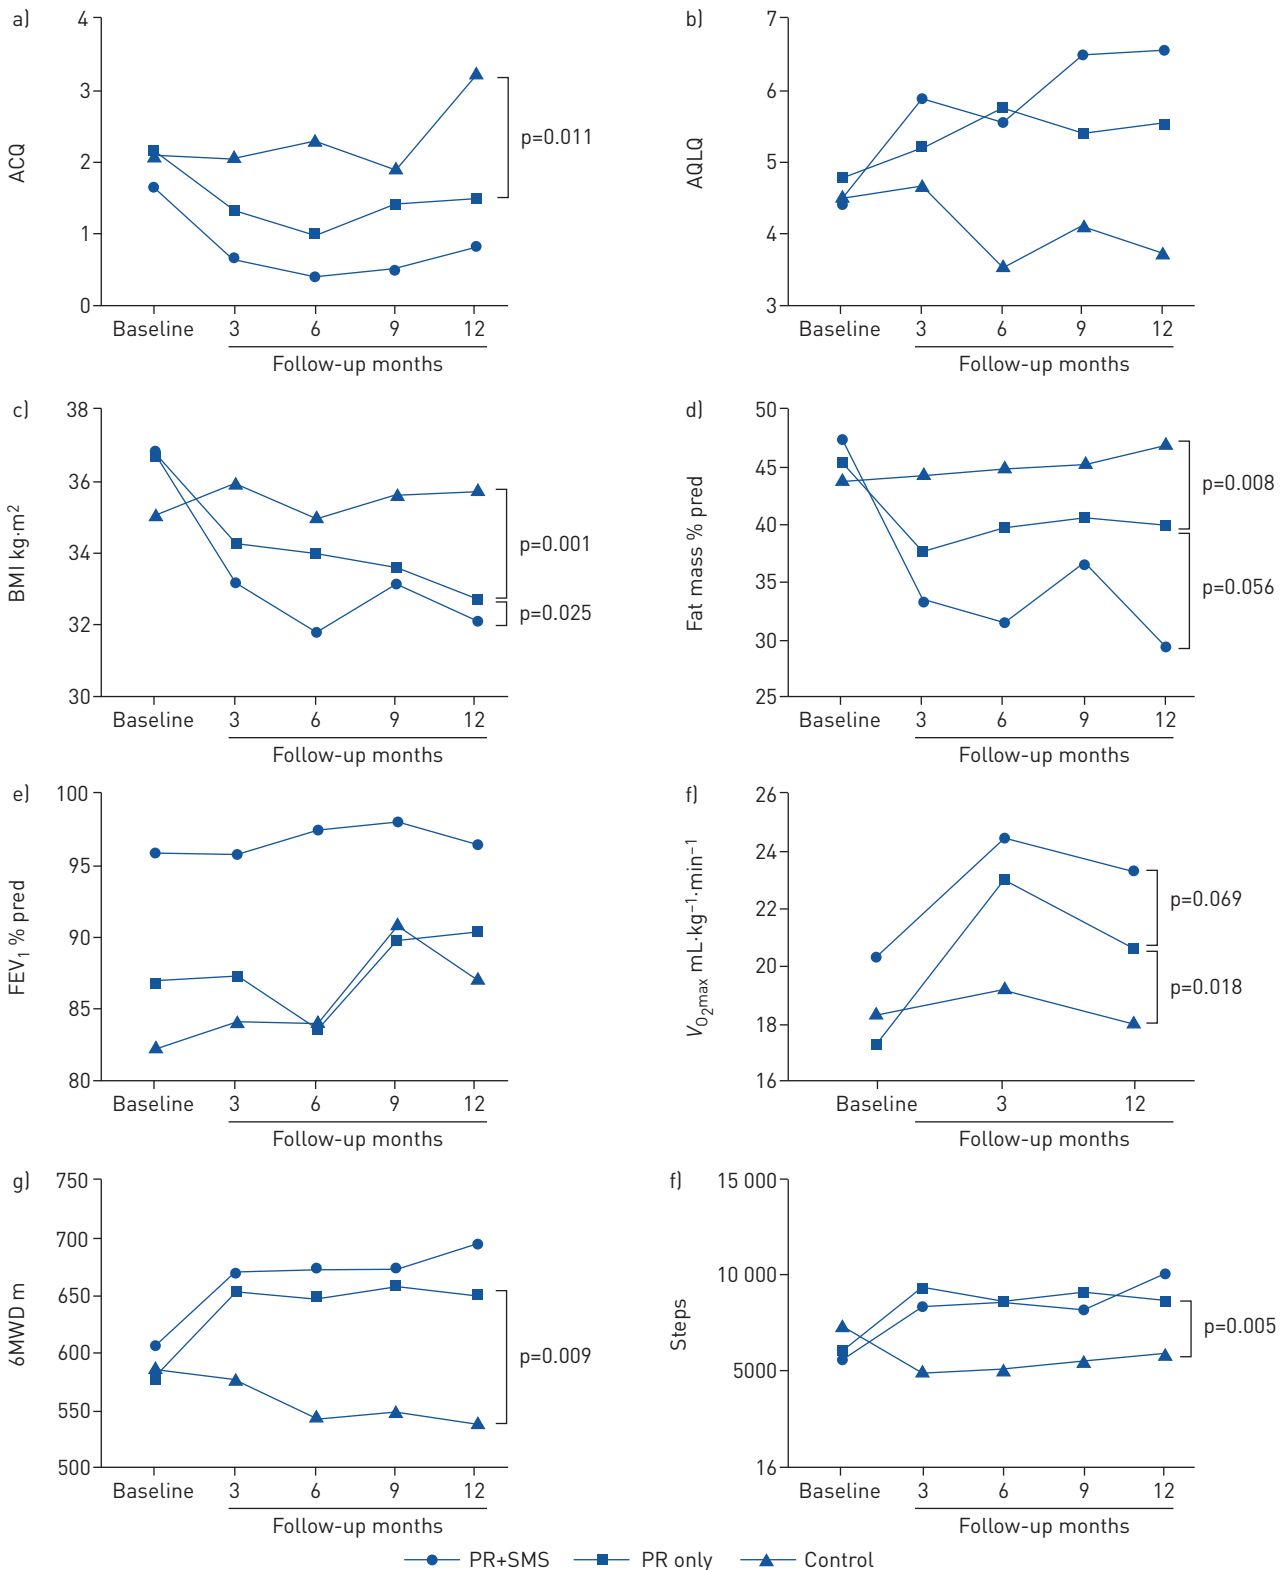 a)
4
3
2
1
0
ACQ
p=0.011
Baseline 3 6 9 12
Follow-up months
b)
7
6
5
4
3
AQLQ
Baseline 3 6 9 12
Follow-up months
c)
38
36
34
32
30
BMI kg·m²
p=0.001
p=0.025
Baseline 3 6 9 12
Follow-up months
d)
50
45
40
35
30
25
Fat mass % pred
p=0.008
p=0.056
Baseline 3 6 9 12
Follow-up months
e)
100
95
90
85
80
FEV₁ % pred
Baseline 3 6 9 12
Follow-up months
f)
26
24
22
20
18
16
V_O₂max mL·kg⁻¹·min⁻¹
p=0.069
p=0.018
Baseline 3 12
Follow-up months
g)
750
700
650
600
550
500
6MWD m
p=0.009
Baseline 3 6 9 12
Follow-up months
f)
15 000
10 000
5000
16
Steps
p=0.005
Baseline 3 6 9 12
Follow-up months
PR+SMS PR only Control